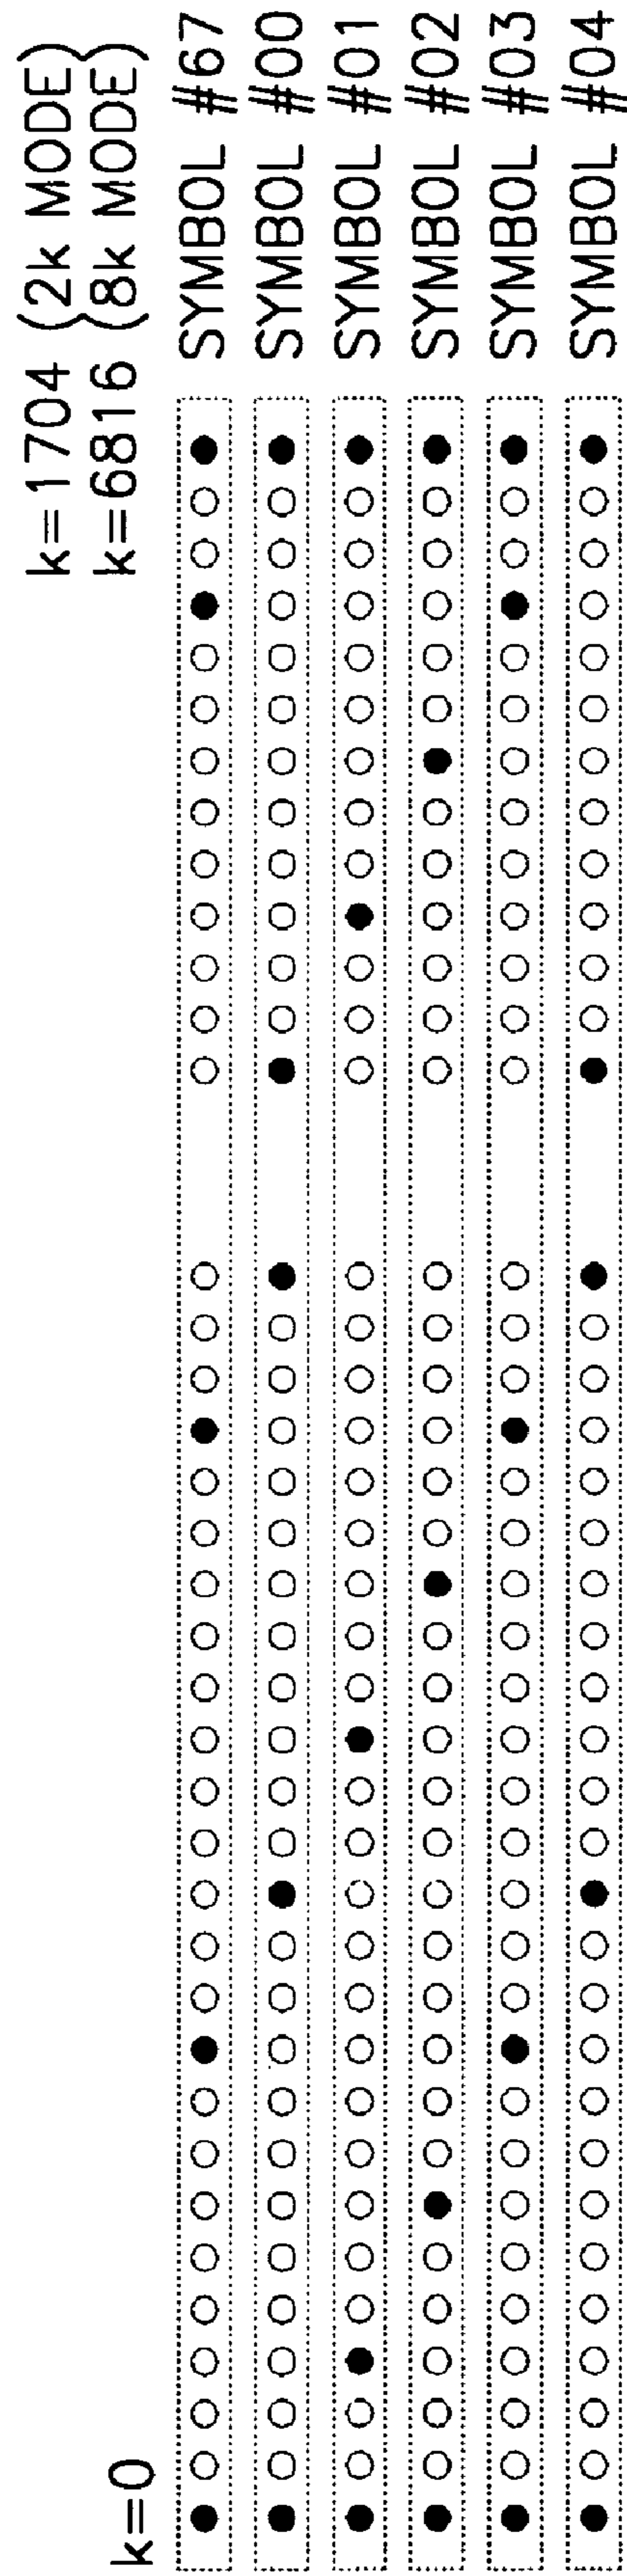 k=0
k=1704 (2k MODE)
k=6816 (8k MODE)
SYMBOL #67
SYMBOL #00
SYMBOL #01
SYMBOL #02
SYMBOL #03
SYMBOL #04